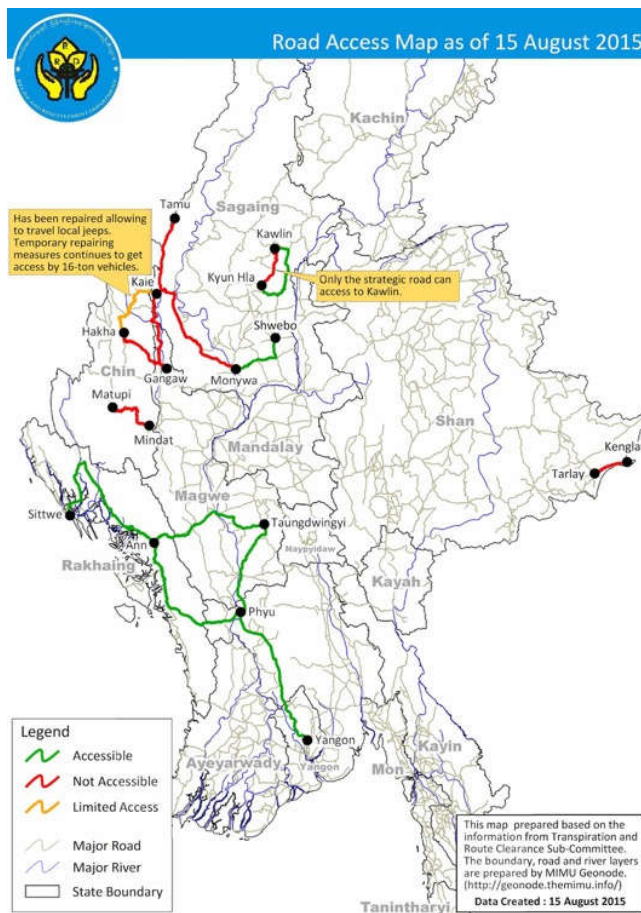 Road Access Map as of 15 August 2015
R
R D
Kachin
Tamu
Sagaing
Has been repaired allowing
to travel local jeeps.
Temporary repairing
measures continues to get
access by 16-ton vehicles.
Kawlin
Kyun Hla
Only the strategic road can
access to Kawlin.
Kaie
Shwebo
Hakha
Chin
Gangaw
Monywa
Matupi
Mindat
Shan
Mandalay
Kengla
Tarlay
Magwe
Sittwe
Taungdwingyi
Ann
Naypyidaw
Rakhaing
Kayah
Phyu
Legend
Accessible
Not Accessible
Limited Access
Major Road
Major River
State Boundary
Yangon
Ayeyarwady
Yangon
Kayin
Mon
This map prepared based on the
information from Transpiration and
Route Clearance Sub-Committee.
The boundary, road and river layers
are prepared by MIMU Geonode.
(http://geonode.themimu.info/)
Data Created : 15 August 2015
Tanintharyi